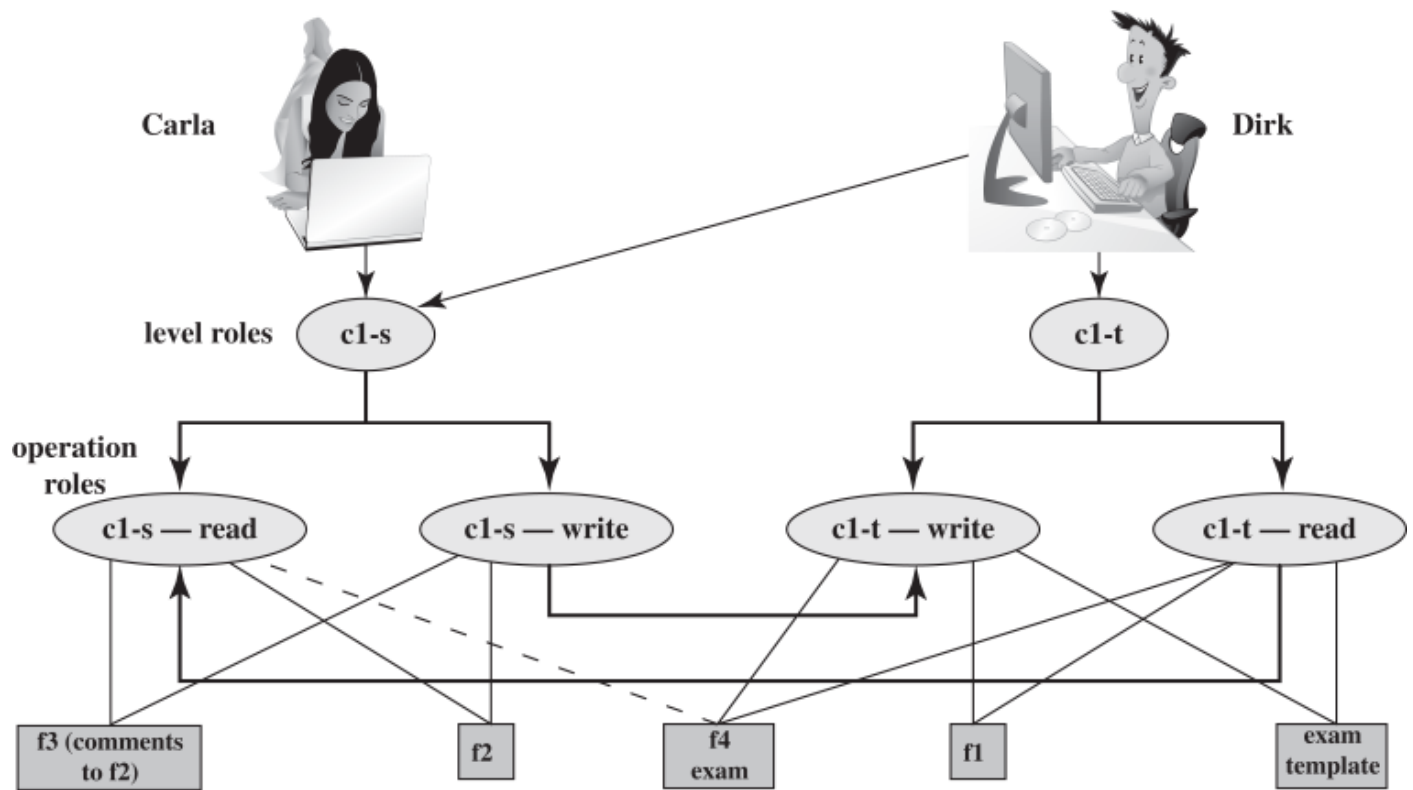 Carla
Dirk
level roles
c1-s
c1-t
operation
roles
c1-s — read
c1-s — write
c1-t — write
c1-t — read
f3 (comments
to f2)
f2
f4
exam
f1
exam
template